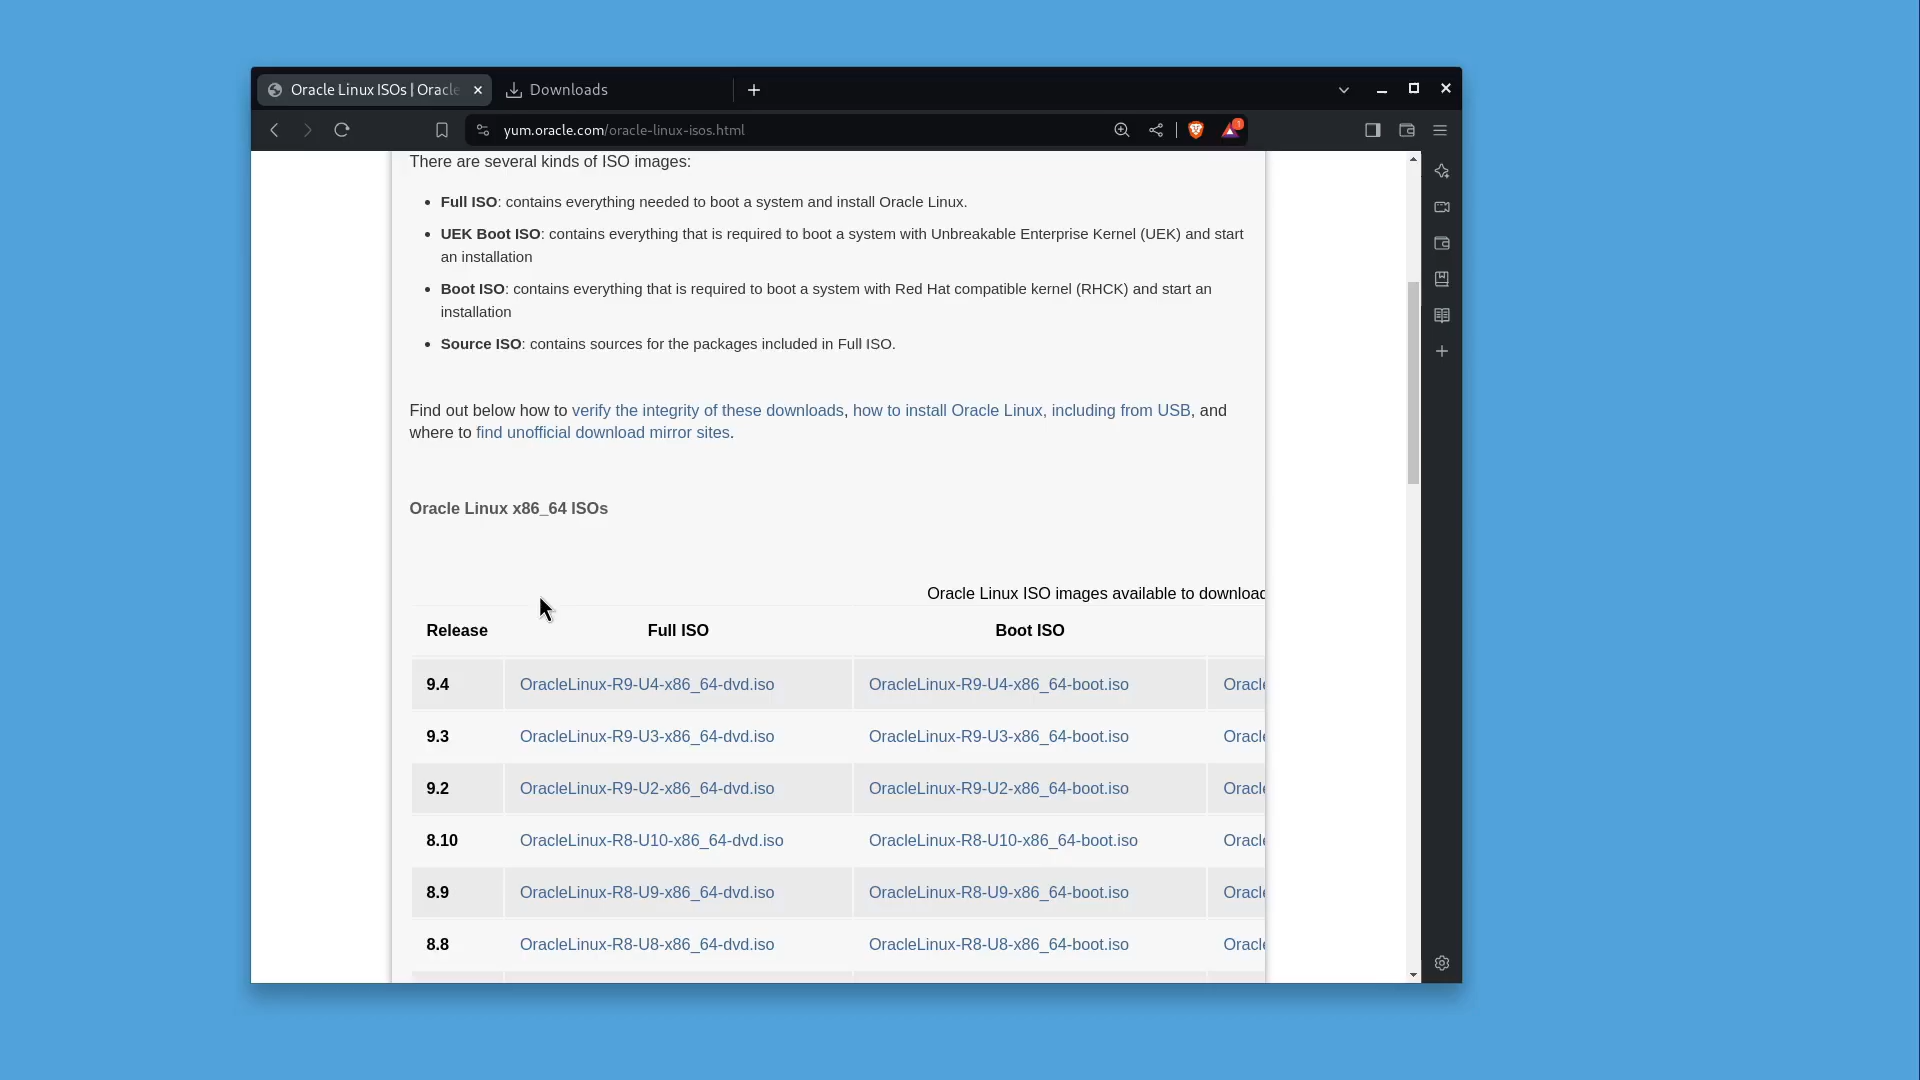 Oracle Linux ISOs | Oracle
Downloads
yum.oracle.com/oracle-linux-isos.html
1
There are several kinds of ISO images:
Full ISO: contains everything needed to boot a system and install Oracle Linux.
UEK Boot ISO: contains everything that is required to boot a system with Unbreakable Enterprise Kernel (UEK) and start
an installation
Boot ISO: contains everything that is required to boot a system with Red Hat compatible kernel (RHCK) and start an
installation
Source ISO: contains sources for the packages included in Full ISO.
Find out below how to verify the integrity of these downloads, how to install Oracle Linux, including from USB, and
where to find unofficial download mirror sites.
Oracle Linux x86_64 ISOs
Oracle Linux ISO images available to download
Release Full ISO Boot ISO
9.4 OracleLinux-R9-U4-x86_64-dvd.iso OracleLinux-R9-U4-x86_64-boot.iso Oracle
9.3 OracleLinux-R9-U3-x86_64-dvd.iso OracleLinux-R9-U3-x86_64-boot.iso Oracle
9.2 OracleLinux-R9-U2-x86_64-dvd.iso OracleLinux-R9-U2-x86_64-boot.iso Oracle
8.10 OracleLinux-R8-U10-x86_64-dvd.iso OracleLinux-R8-U10-x86_64-boot.iso Oracle
8.9 OracleLinux-R8-U9-x86_64-dvd.iso OracleLinux-R8-U9-x86_64-boot.iso Oracle
8.8 OracleLinux-R8-U8-x86_64-dvd.iso OracleLinux-R8-U8-x86_64-boot.iso Oracle